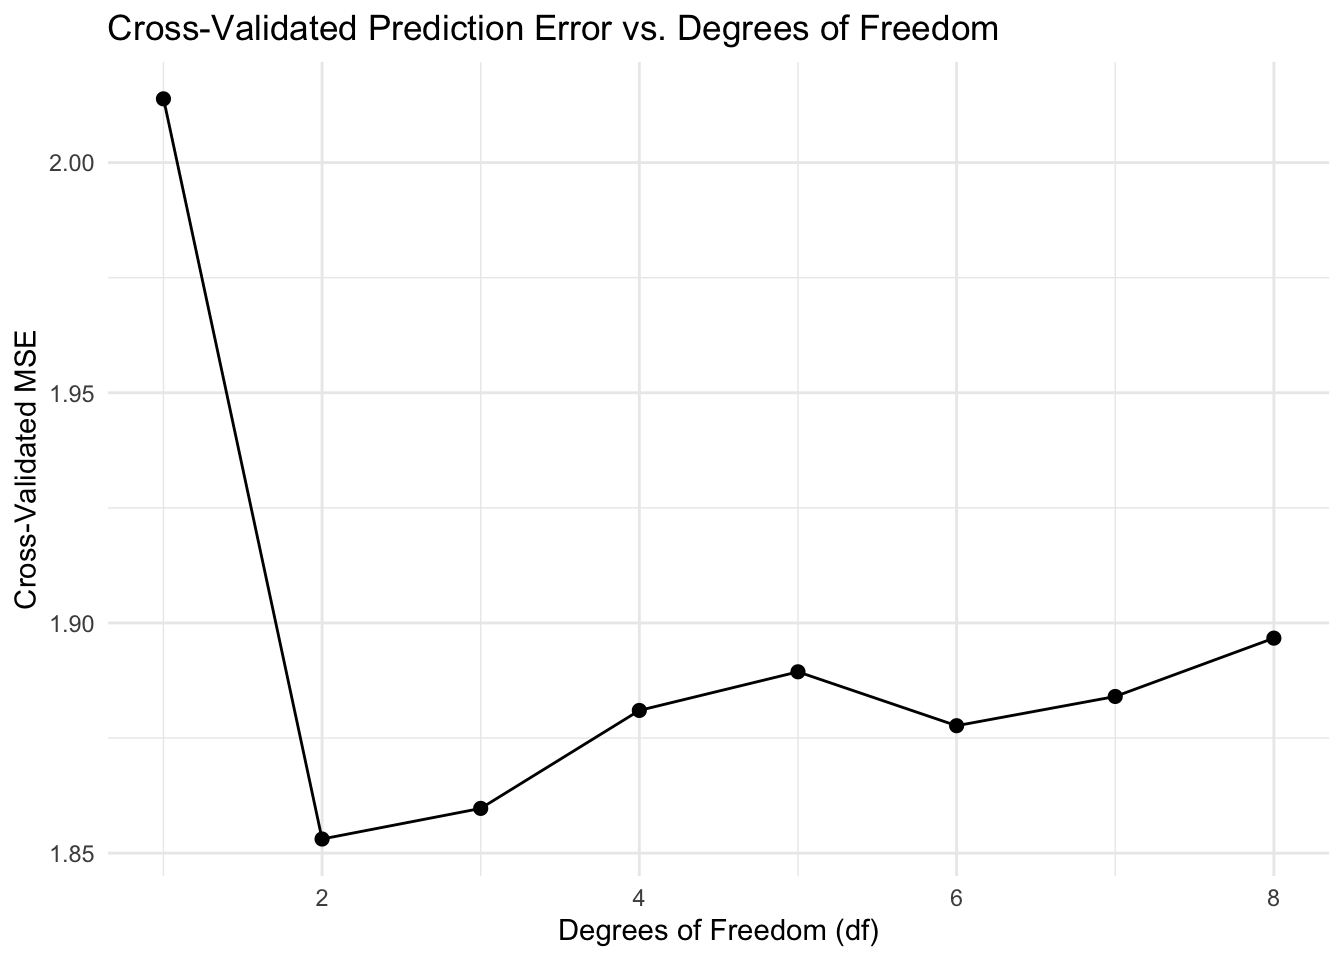 Cross-Validated Prediction Error vs. Degrees of Freedom
Cross-Validated MSE
2.00
1.95
1.90
1.85
2 4 6 8
Degrees of Freedom (df)